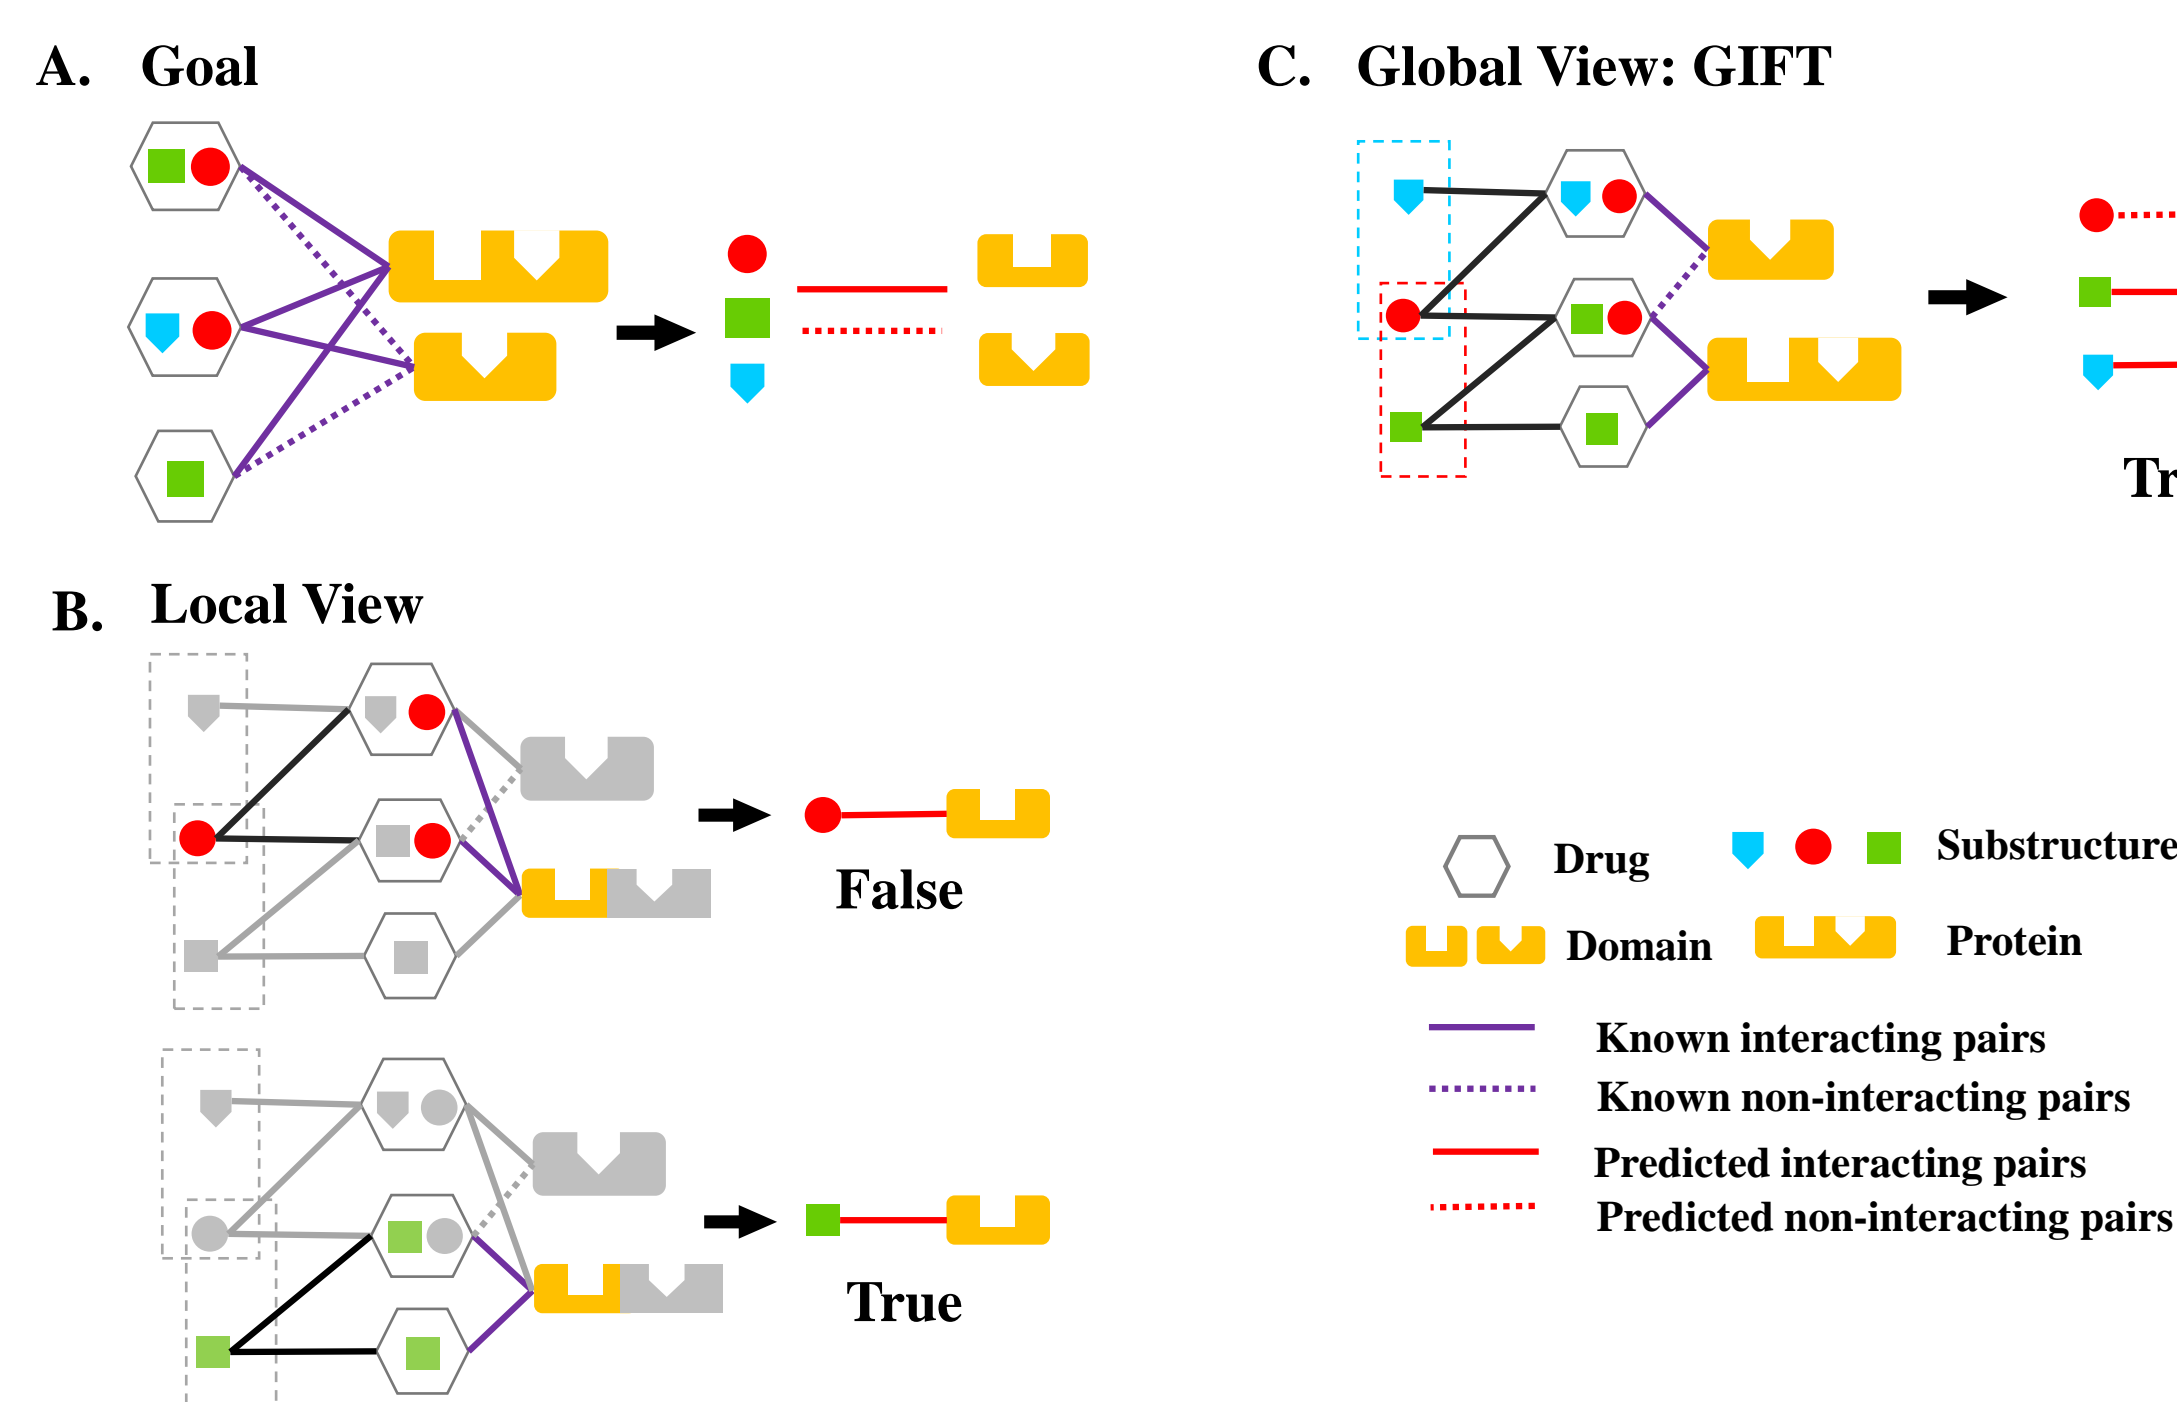 A. Goal
C. Global View: GIFT
Tr
B. Local View
False
True
Drug
Substructure
Domain
Protein
Known interacting pairs
Known non-interacting pairs
Predicted interacting pairs
Predicted non-interacting pairs